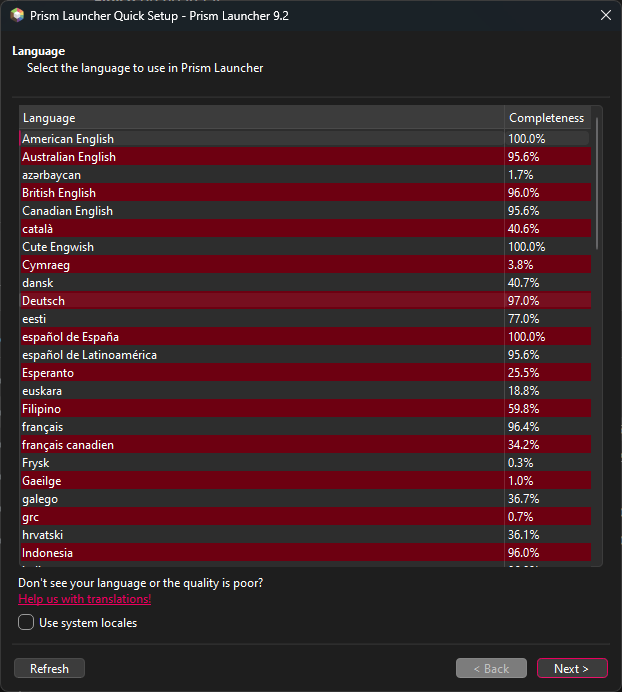 Prism Launcher Quick Setup - Prism Launcher 9.2
Language
Select the language to use in Prism Launcher
Language Completeness
American English 100.0%
Australian English 95.6%
azərbaycan 1.7%
British English 96.0%
Canadian English 95.6%
català 40.6%
Cute Engwish 100.0%
Cymraeg 3.8%
dansk 40.7%
Deutsch 97.0%
eesti 77.0%
español de España 100.0%
español de Latinoamérica 95.6%
Esperanto 25.5%
euskara 18.8%
Filipino 59.8%
français 96.4%
français canadien 34.2%
Frysk 0.3%
Gaeilge 1.0%
galego 36.7%
grc 0.7%
hrvatski 36.1%
Indonesia 96.0%
Don't see your language or the quality is poor?
Help us with translations!
Use system locales
Refresh < Back Next >